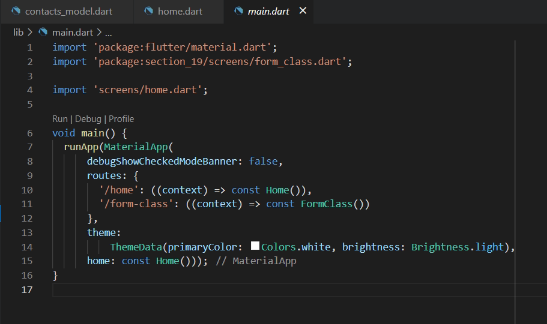 contacts_model.dart home.dart main.dart
lib > main.dart > ...
1 import 'package:flutter/material.dart';
2 import 'package:section_19/screens/form_class.dart';
3
4 import 'screens/home.dart';
5
Run | Debug | Profile
6 void main() {
7   runApp(MaterialApp(
8       debugShowCheckedModeBanner: false,
9       routes: {
10         '/home': ((context) => const Home()),
11         '/form-class': ((context) => const FormClass())
12       },
13       theme:
14           ThemeData(primaryColor: Colors.white, brightness: Brightness.light),
15       home: const Home())); // MaterialApp
16 }
17